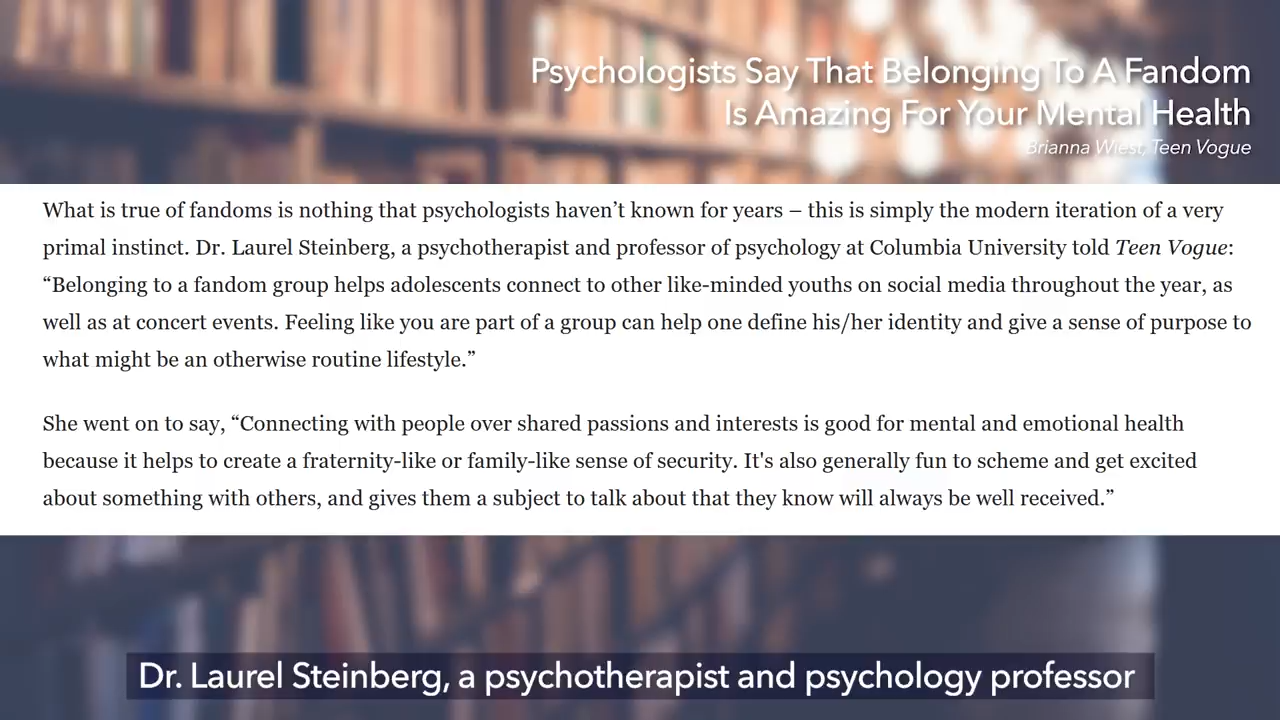 Psychologists Say That Belonging To A Fandom
Is Amazing For Your Mental Health
Brianna Wiest, Teen Vogue
What is true of fandoms is nothing that psychologists haven’t known for years – this is simply the modern iteration of a very
primal instinct. Dr. Laurel Steinberg, a psychotherapist and professor of psychology at Columbia University told Teen Vogue:
“Belonging to a fandom group helps adolescents connect to other like-minded youths on social media throughout the year, as
well as at concert events. Feeling like you are part of a group can help one define his/her identity and give a sense of purpose to
what might be an otherwise routine lifestyle.”
She went on to say, “Connecting with people over shared passions and interests is good for mental and emotional health
because it helps to create a fraternity-like or family-like sense of security. It's also generally fun to scheme and get excited
about something with others, and gives them a subject to talk about that they know will always be well received.”
Dr. Laurel Steinberg, a psychotherapist and psychology professor